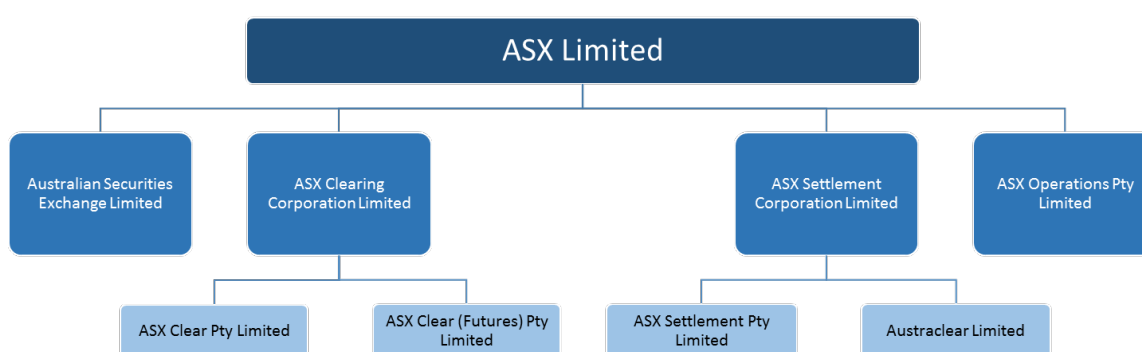 ASX Limited
Australian Securities
Exchange Limited
ASX Clearing
Corporation Limited
ASX Settlement
Corporation Limited
ASX Operations Pty
Limited
ASX Clear Pty Limited
ASX Clear (Futures) Pty
Limited
ASX Settlement Pty
Limited
Austraclear Limited